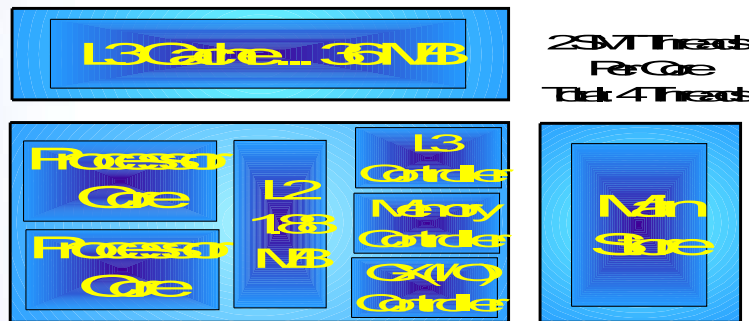 L3 Cache.... 36 MB
2 SMT Threads
Per Core
Total: 4 Threads
Processor
Core
Processor
Core
L2
1.88
MB
L3
Controller
Memory
Controller
GX (I/O)
Controller
Main
Store